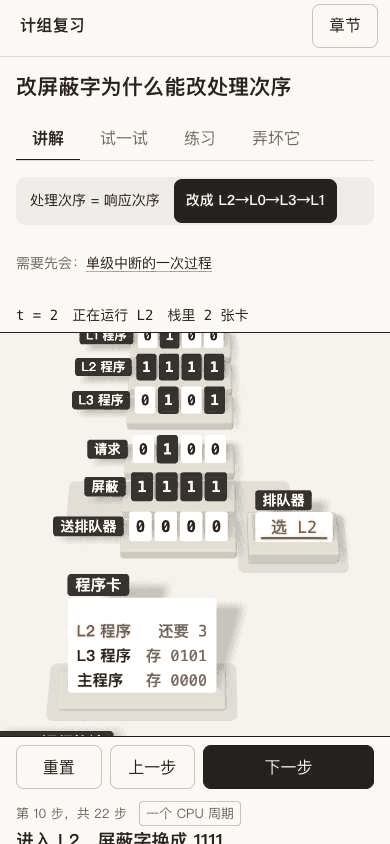 计组复习
章节
改屏蔽字为什么能改处理次序
讲解 试一试 练习 弄坏它
处理次序 = 响应次序 改成 L2→L0→L3→L1
需要先会： 单级中断的一次过程
t = 2 正在运行 L2 栈里 2 张卡
L1 程序 0 1 0 0
L2 程序 1 1 1 1
L3 程序 0 1 0 1
请求 0 1 0 0
屏蔽 1 1 1 1
排队器
送排队器 0 0 0 0
选 L2
程序卡
L2 程序 还要 3
L3 程序 存 0101
主程序 存 0000
重置 上一步 下一步
第 10 步，共 22 步 一个 CPU 周期
进入 L2，屏蔽字换成 1111